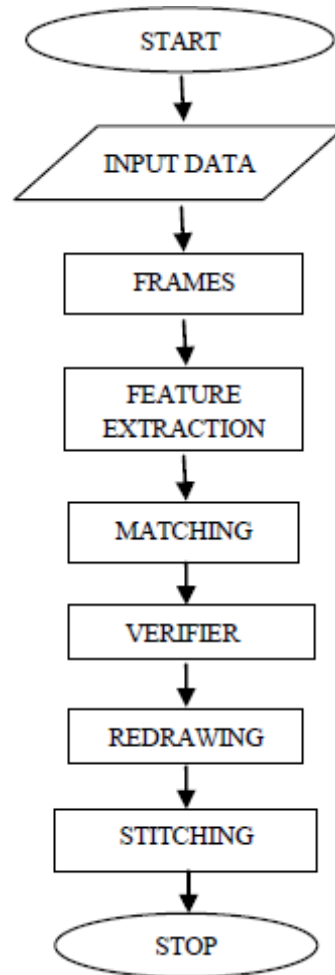 START
INPUT DATA
FRAMES
FEATURE
EXTRACTION
MATCHING
VERIFIER
REDRAWING
STITCHING
STOP